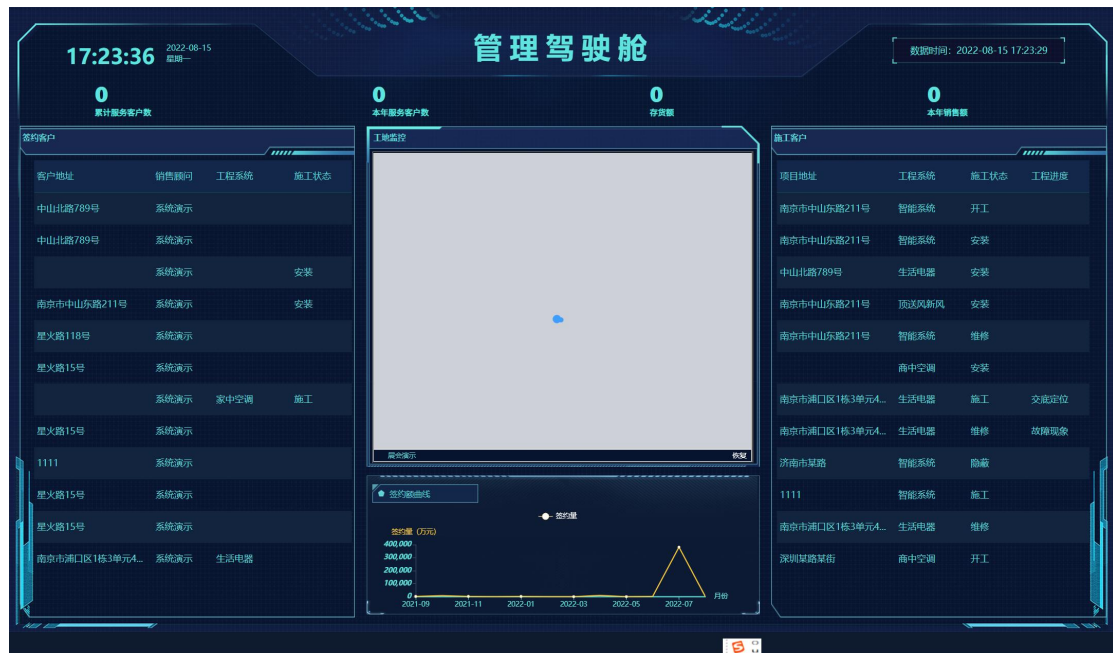 管理驾驶舱
17:23:36
2022-08-15
星期一
数据时间：2022-08-15 17:23:29
0
累计服务客户数
0
本年服务客户数
0
存货额
0
本年销售额
签约客户
客户地址 销售顾问 工程系统 施工状态
中山北路789号 系统演示
中山北路789号 系统演示
系统演示 安装
南京市中山东路211号 系统演示 安装
星火路118号 系统演示
星火路15号 系统演示
系统演示 家中空调 施工
星火路15号 系统演示
1111 系统演示
星火路15号 系统演示
星火路15号 系统演示
南京市浦口区1栋3单元4... 系统演示 生活电器
工地监控
展会演示 恢复
签约额曲线
签约量
签约量（万元）
400,000
300,000
200,000
100,000
0
2021-09 2021-11 2022-01 2022-03 2022-05 2022-07 月份
施工客户
项目地址 工程系统 施工状态 工程进度
南京市中山东路211号 智能系统 开工
南京市中山东路211号 智能系统 安装
中山北路789号 生活电器 安装
南京市中山东路211号 顶送风新风 安装
南京市中山东路211号 智能系统 维修
商中空调 安装
南京市浦口区1栋3单元4... 生活电器 施工 交底定位
南京市浦口区1栋3单元4... 生活电器 维修 故障现象
济南市某路 智能系统 隐蔽
1111 智能系统 施工
南京市浦口区1栋3单元4... 生活电器 维修
深圳某路某街 商中空调 开工